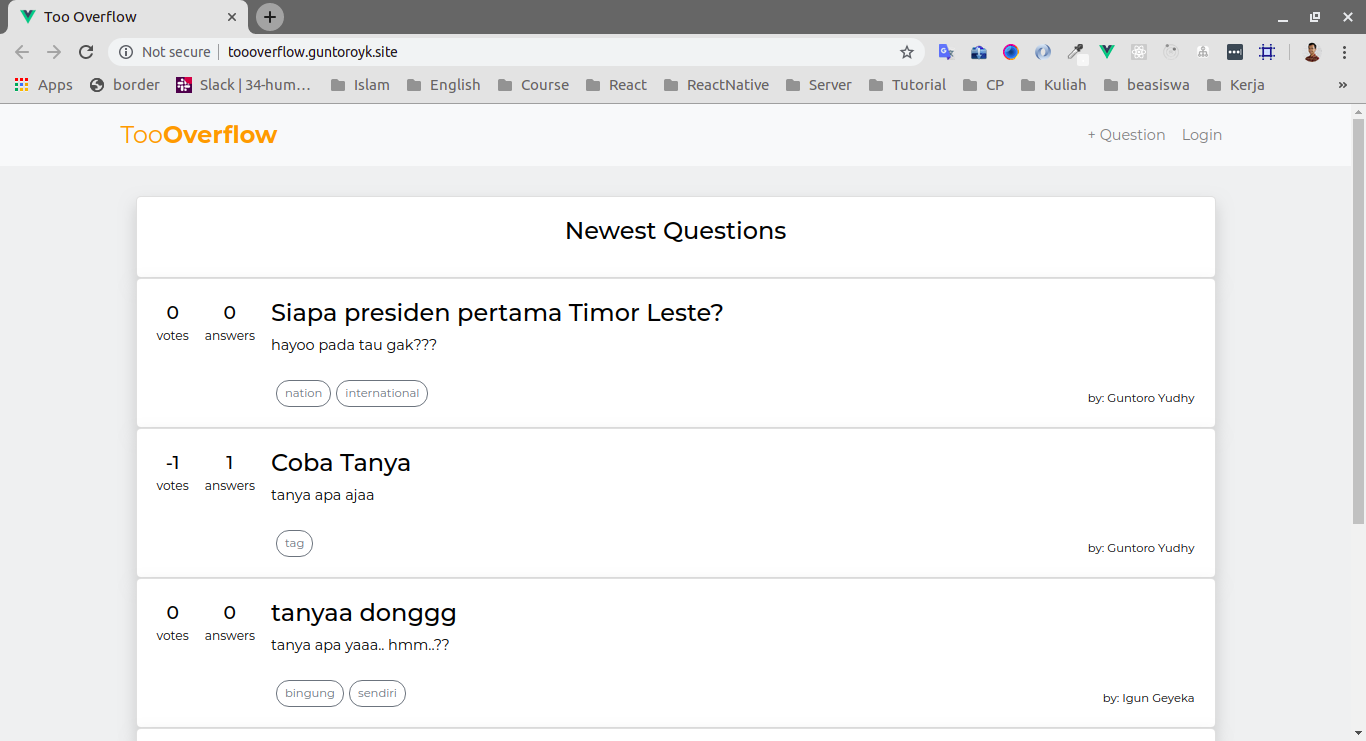 Too Overflow
Not secure toooverflow.guntoroyk.site
Apps border Slack | 34-hum... Islam English Course React ReactNative Server Tutorial CP Kuliah beasiswa Kerja »
TooOverflow + Question Login
Newest Questions
0 0 Siapa presiden pertama Timor Leste?
votes answers hayoo pada tau gak???
nation international
by: Guntoro Yudhy
-1 1 Coba Tanya
votes answers tanya apa ajaa
tag
by: Guntoro Yudhy
0 0 tanyaa donggg
votes answers tanya apa yaaa.. hmm..??
bingung sendiri
by: Igun Geyeka